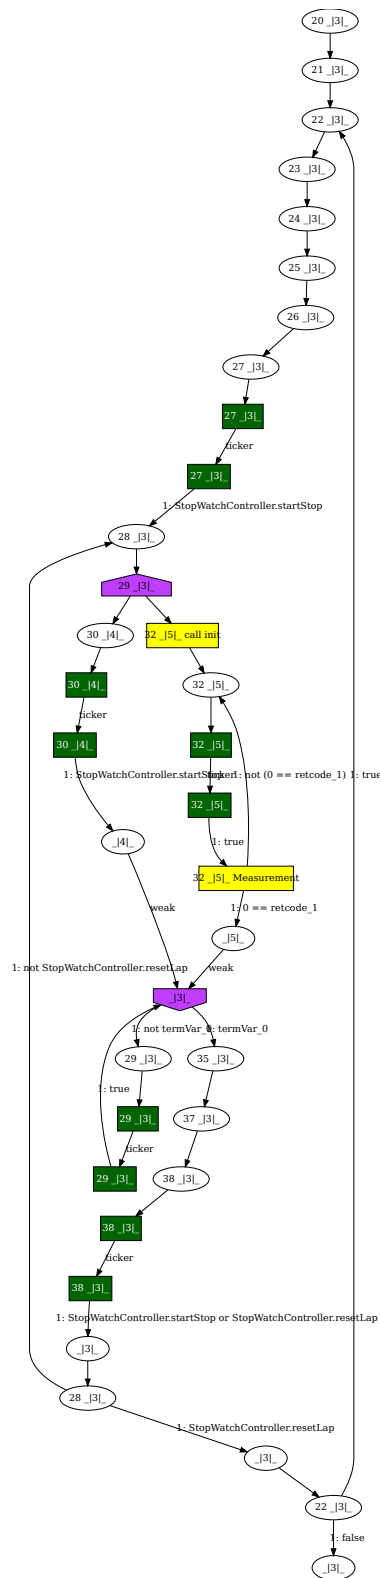 20 _|3|_
21 _|3|_
22 _|3|_
23 _|3|_
24 _|3|_
25 _|3|_
26 _|3|_
27 _|3|_
27 _|3|_
ticker
27 _|3|_
1: StopWatchController.startStop
28 _|3|_
29 _|3|_
30 _|4|_
32 _|5|_ call init
30 _|4|_
32 _|5|_
ticker
30 _|4|_
32 _|5|_
1: StopWatchController.startStop
ticker
1: not (0 == retcode_1)
1: true
32 _|5|_
_|4|_
1: true
32 _|5|_ Measurement
weak
1: 0 == retcode_1
_|5|_
1: not StopWatchController.resetLap
weak
_|3|_
1: not termVar_0
1: termVar_0
29 _|3|_
35 _|3|_
1: true
29 _|3|_
37 _|3|_
ticker
29 _|3|_
38 _|3|_
38 _|3|_
ticker
38 _|3|_
1: StopWatchController.startStop or StopWatchController.resetLap
_|3|_
28 _|3|_
1: StopWatchController.resetLap
_|3|_
22 _|3|_
1: false
_|3|_